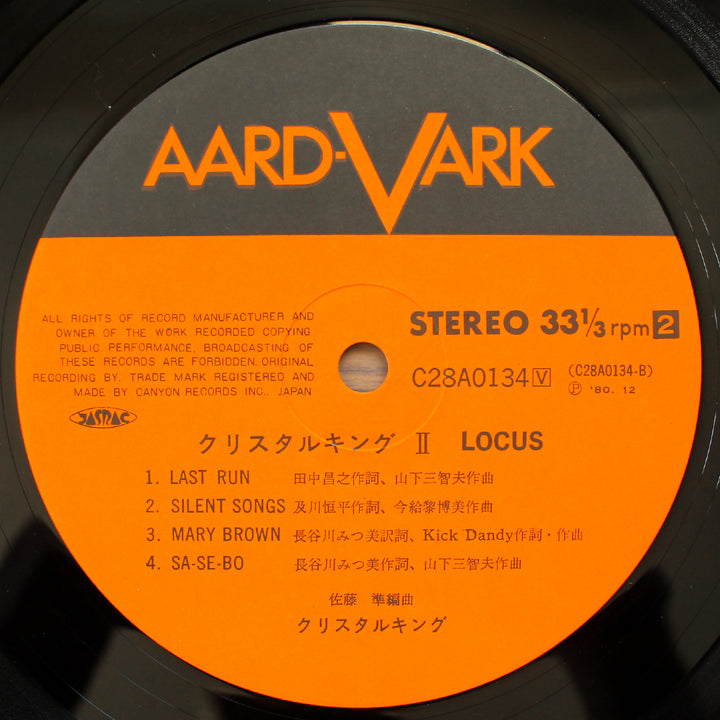 AARD-VARK
ALL RIGHTS OF RECORD MANUFACTURER AND
OWNER OF THE WORK RECORDED COPYING
PUBLIC PERFORMANCE, BROADCASTING OF
THESE RECORDS ARE FORBIDDEN. ORIGINAL
RECORDING BY. TRADE MARK REGISTERED AND
MADE BY CANYON RECORDS INC., JAPAN
JASRAC
STEREO 33 1/3 rpm 2
C28A0134 V (C28A0134-B)
Ⓟ '80. 12
クリスタルキング Ⅱ LOCUS
1. LAST RUN 田中昌之作詞、山下三智夫作曲
2. SILENT SONGS 及川恒平作詞、今給黎博美作曲
3. MARY BROWN 長谷川みつ美訳詞、Kick Dandy作詞・作曲
4. SA-SE-BO 長谷川みつ美作詞、山下三智夫作曲
佐藤 準編曲
クリスタルキング